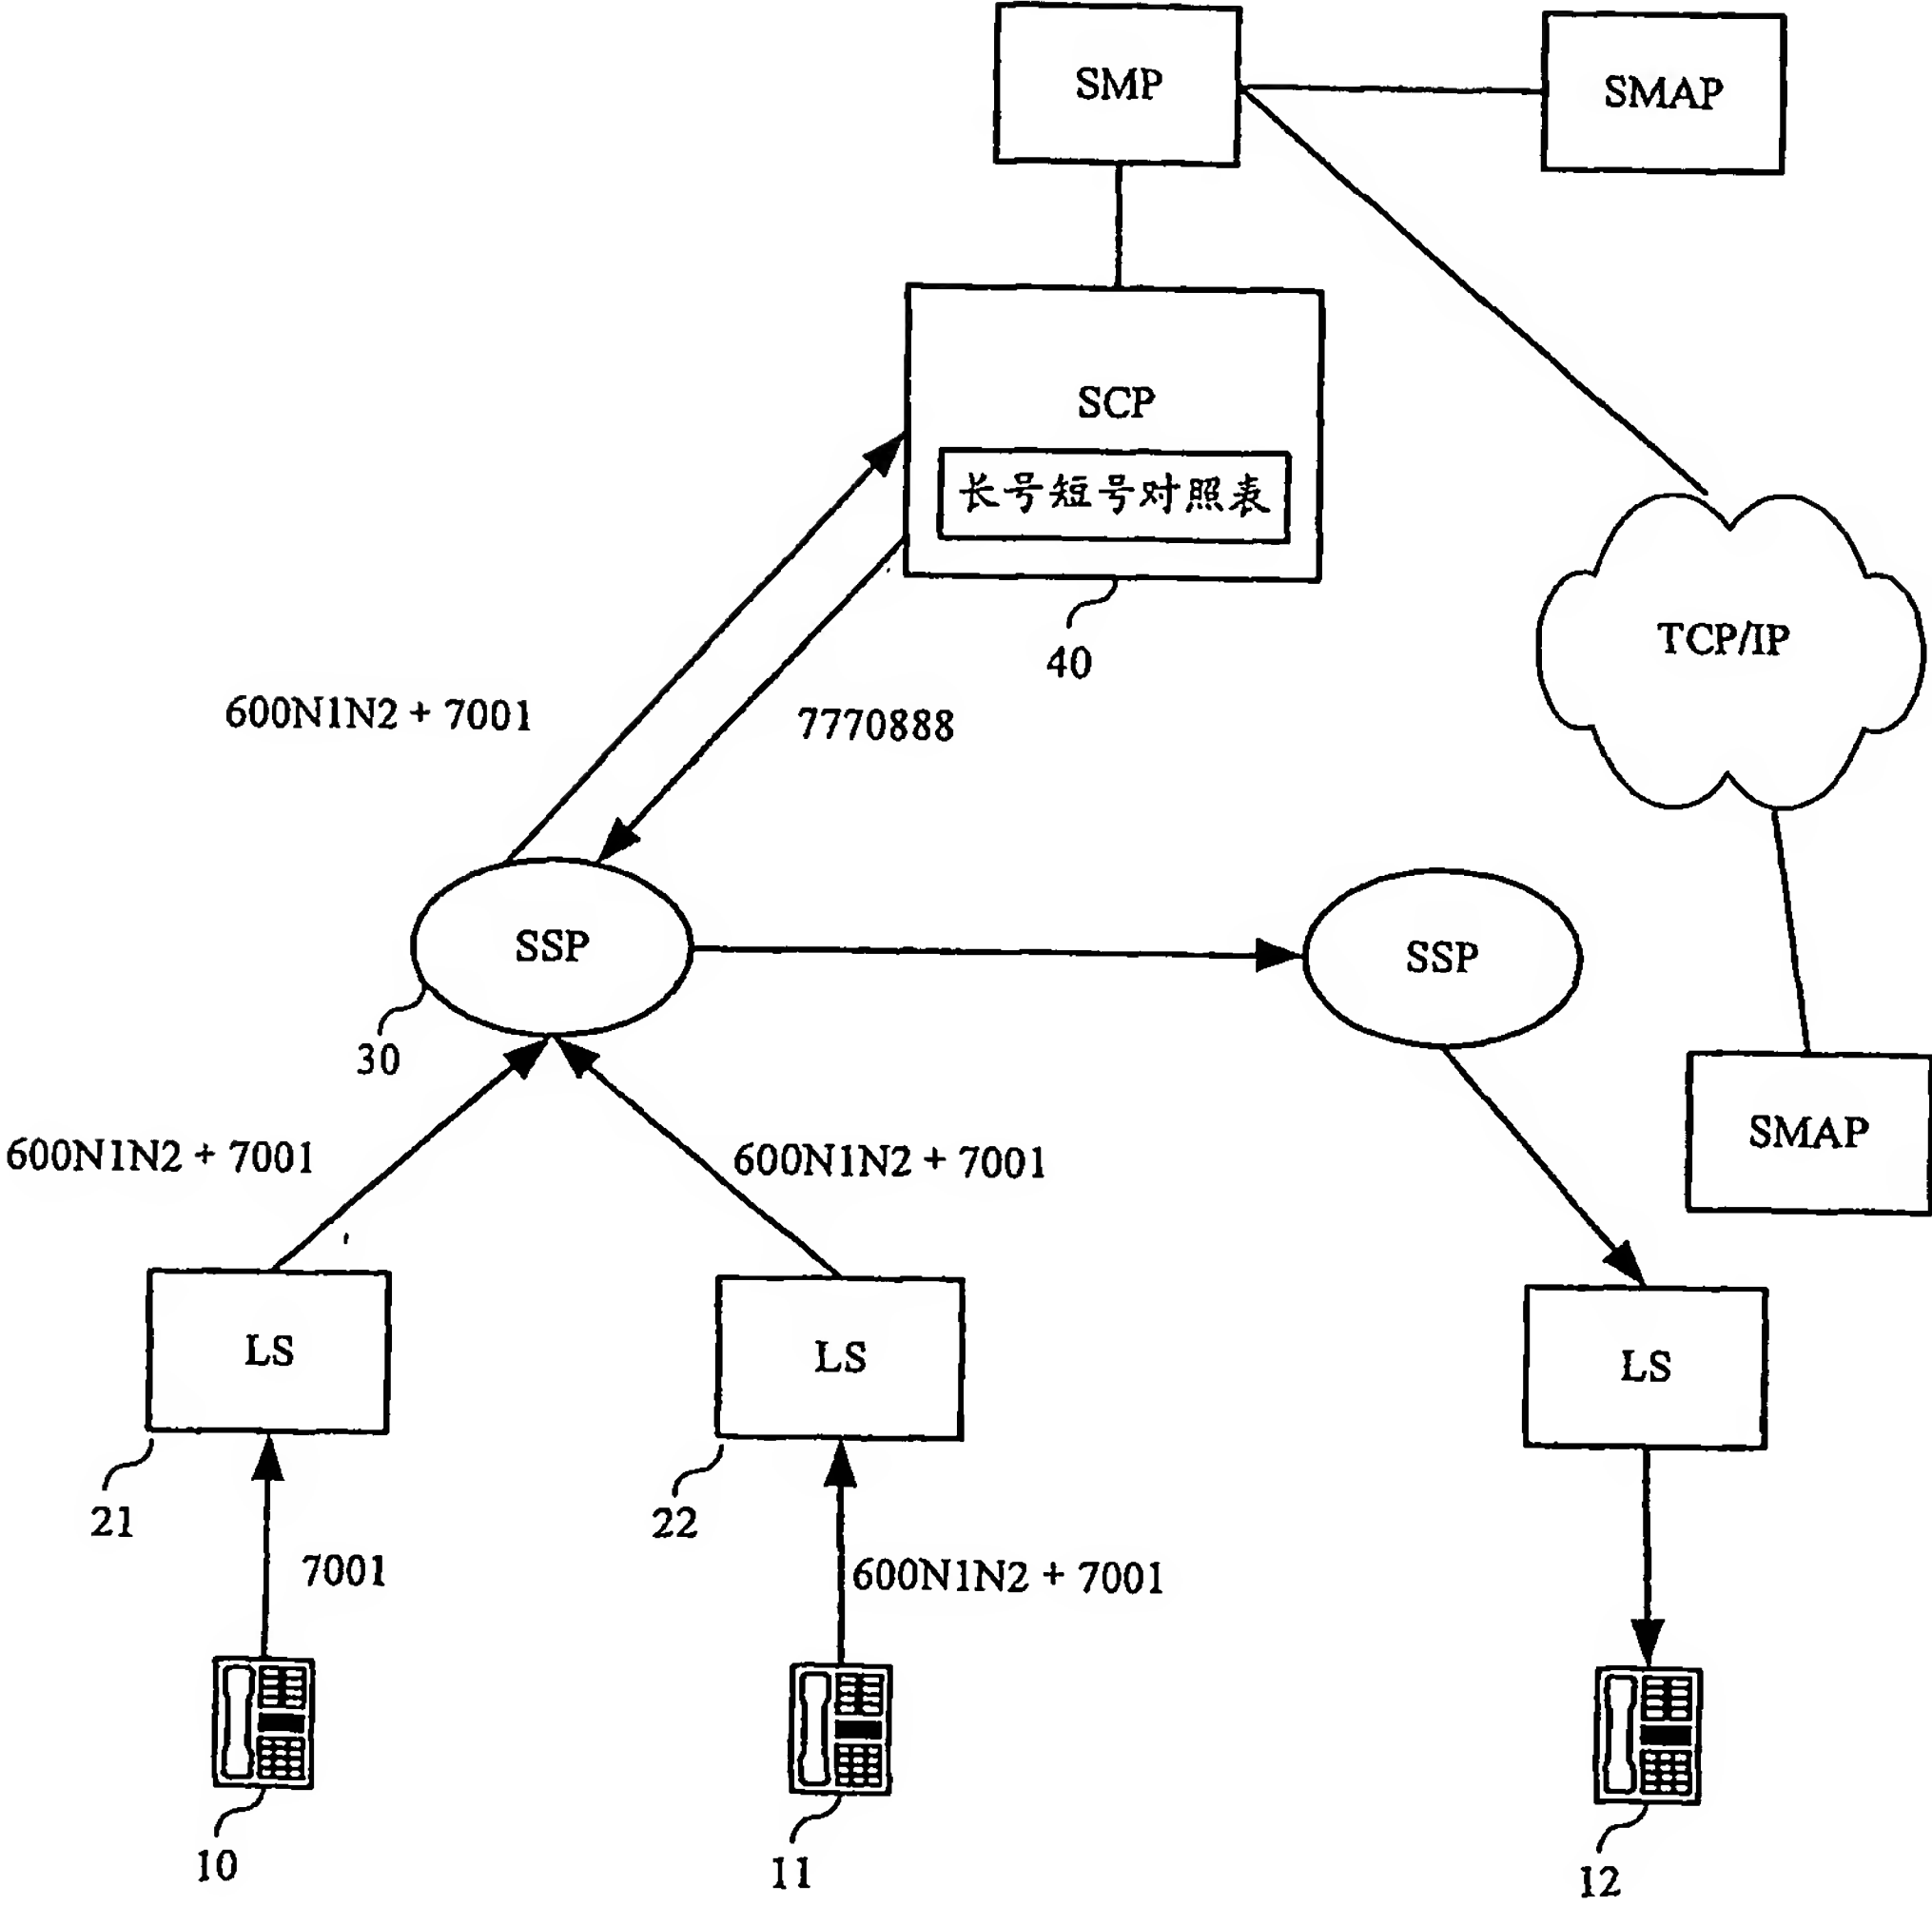 SMP
SMAP
SCP
长号短号对照表
40
TCP/IP
600N1N2 + 7001
7770888
SSP
SSP
30
SMAP
600N1N2 + 7001
600N1N2 + 7001
LS
LS
LS
21
22
7001
600N1N2 + 7001
10
11
12